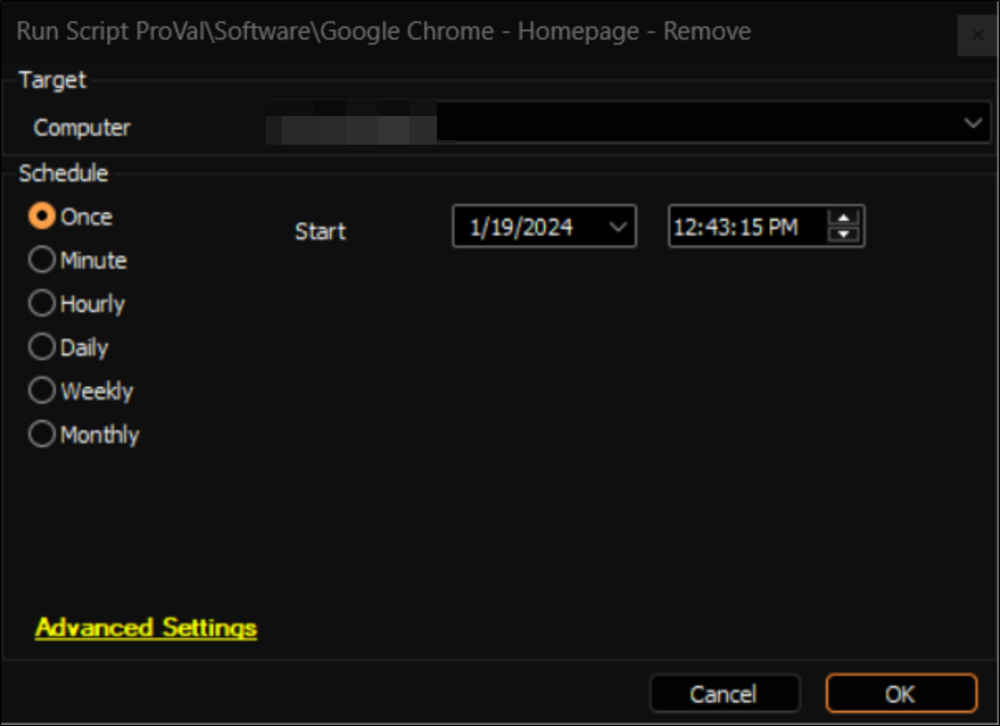 Run Script ProVal\Software\Google Chrome - Homepage - Remove
Target
Computer
Schedule
Once
Start 1/19/2024 12:43:15 PM
Minute
Hourly
Daily
Weekly
Monthly
Advanced Settings
Cancel OK